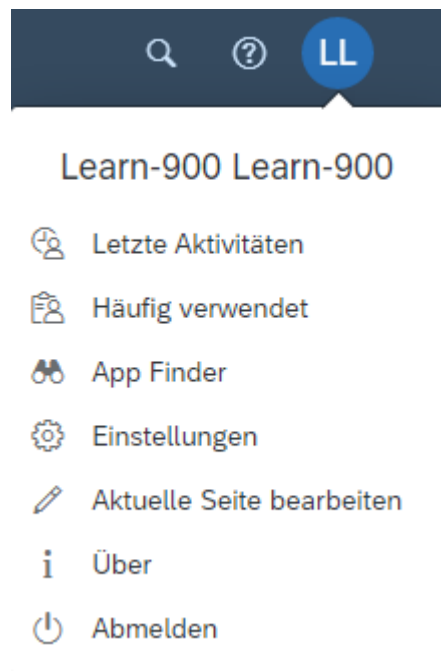 LL
Learn-900 Learn-900
Letzte Aktivitäten
Häufig verwendet
App Finder
Einstellungen
Aktuelle Seite bearbeiten
Über
Abmelden